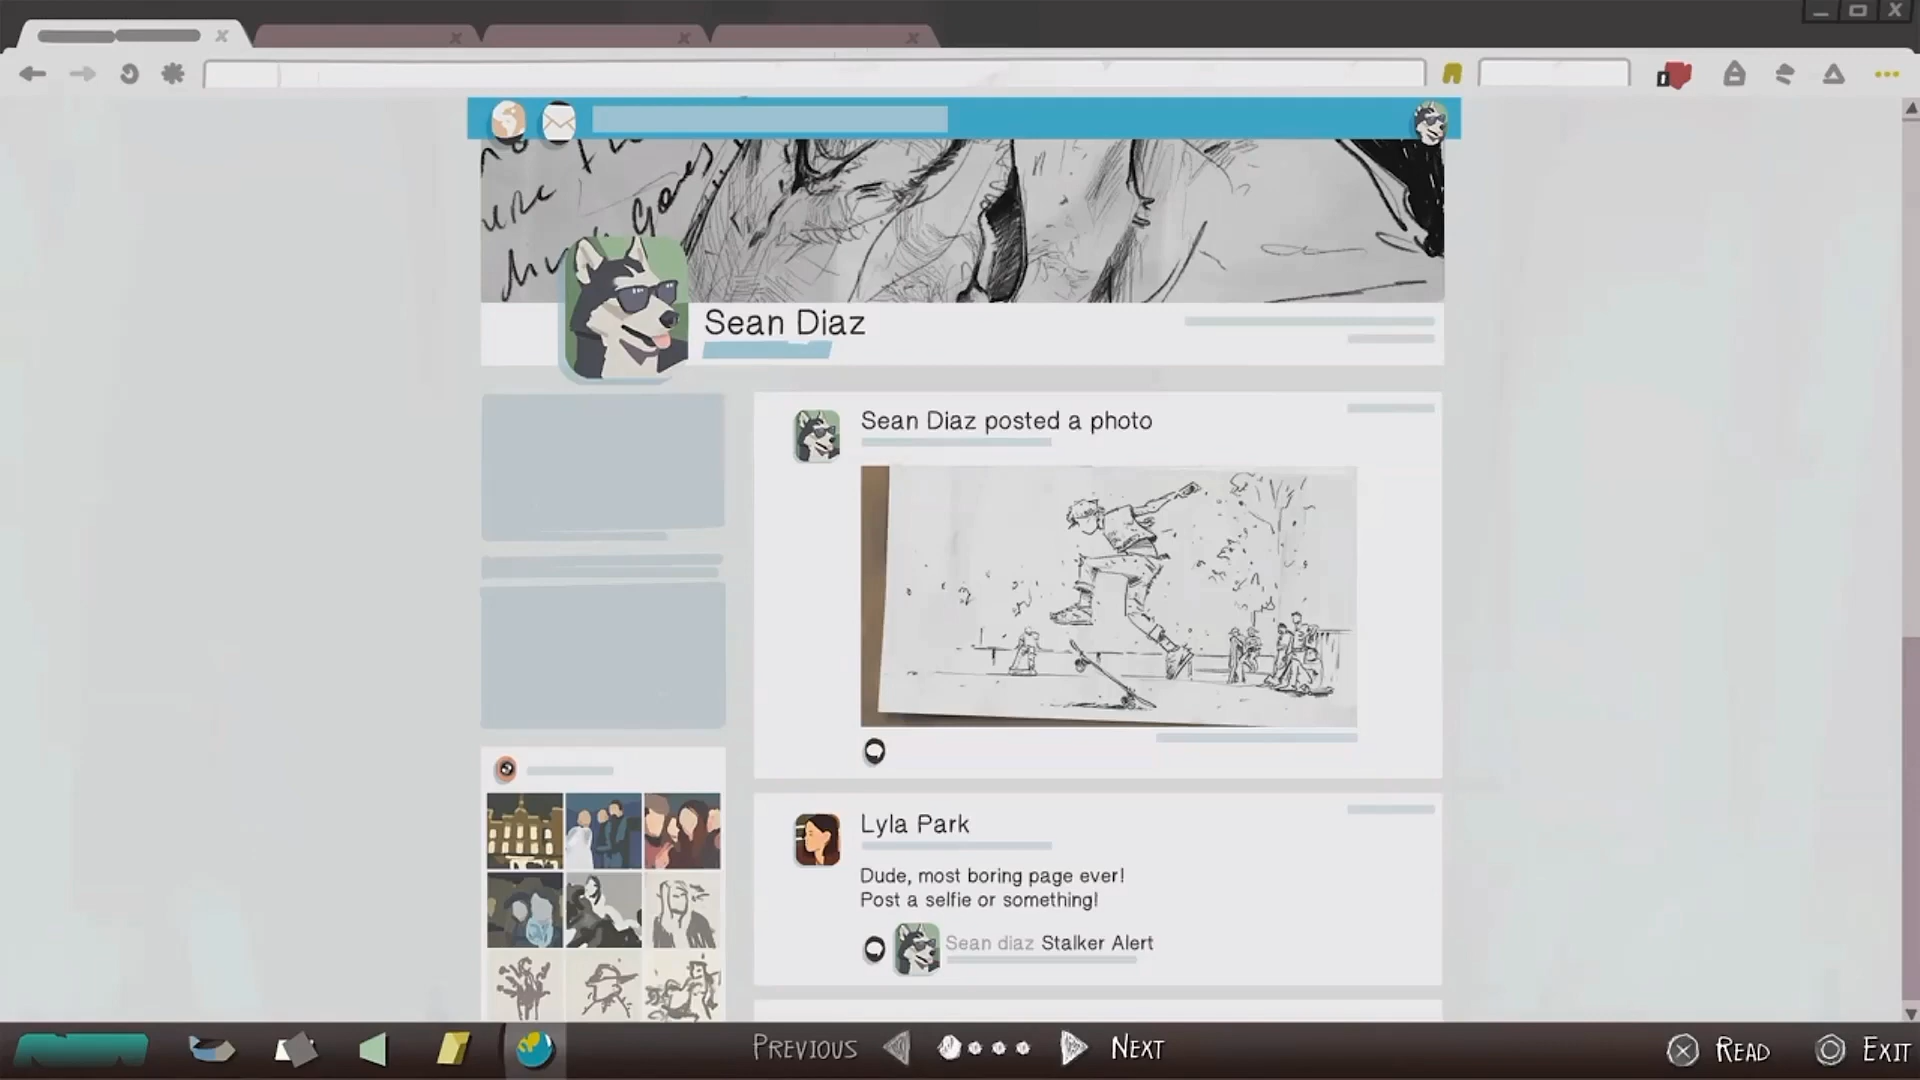 Games
Sean Diaz
Sean Diaz posted a photo
Lyla Park
Dude, most boring page ever!
Post a selfie or something!
Sean diaz Stalker Alert
PREVIOUS
NEXT
READ
EXIT